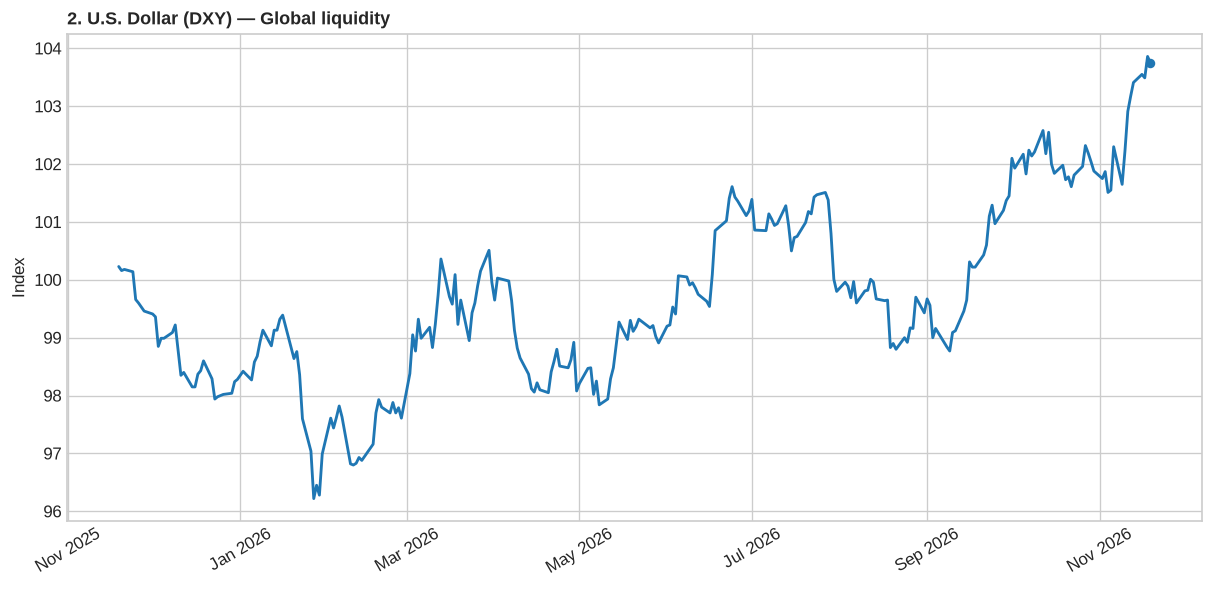 2. U.S. Dollar (DXY) — Global liquidity
104
103
102
101
100
99
98
97
96
Index
Nov 2025
Jan 2026
Mar 2026
May 2026
Jul 2026
Sep 2026
Nov 2026